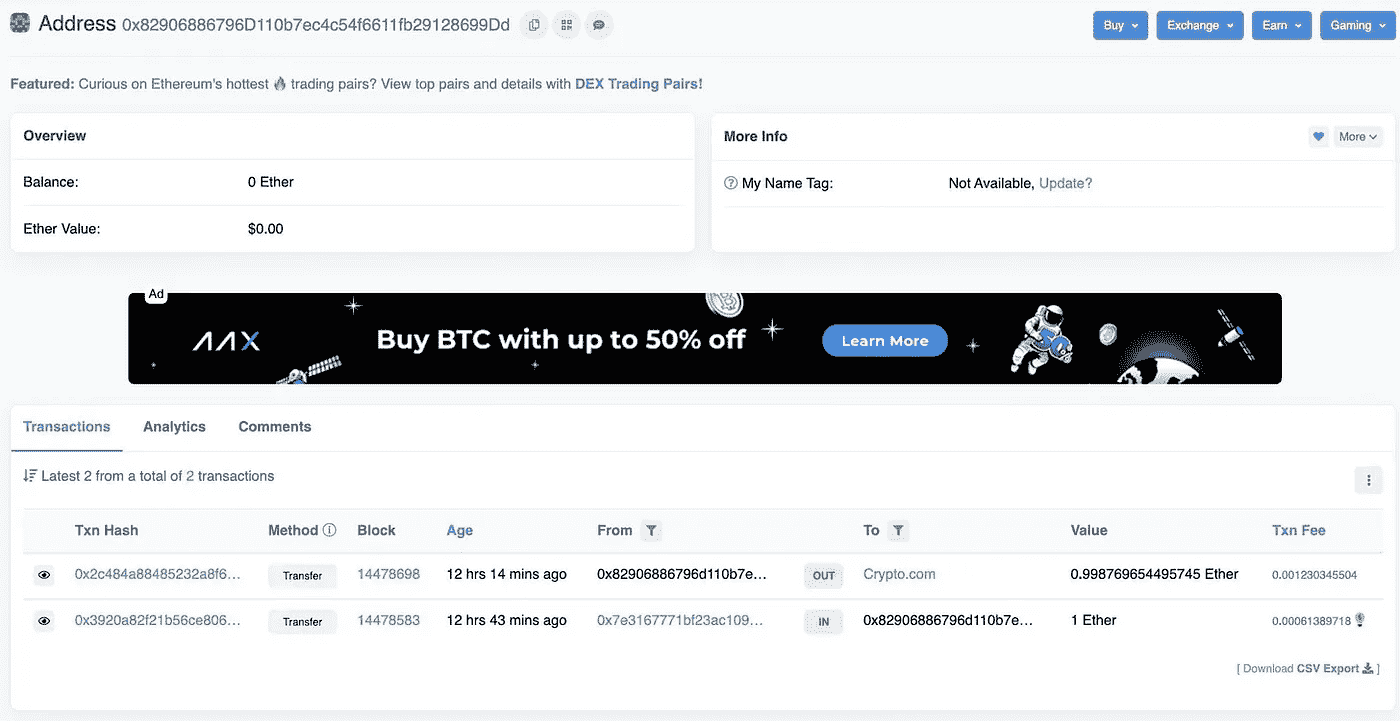 Address 0x82906886796D110b7ec4c54f6611fb29128699Dd
Buy Exchange Earn Gaming
Featured: Curious on Ethereum's hottest 🔥 trading pairs? View top pairs and details with DEX Trading Pairs!
Overview
Balance: 0 Ether
Ether Value: $0.00
More Info
More
My Name Tag: Not Available, Update?
Ad
AAX Buy BTC with up to 50% off Learn More
Transactions Analytics Comments
Latest 2 from a total of 2 transactions
Txn Hash Method Block Age From To Value Txn Fee
0x2c484a88485232a8f6... Transfer 14478698 12 hrs 14 mins ago 0x82906886796d110b7e... OUT Crypto.com 0.998769654495745 Ether 0.001230345504
0x3920a82f21b56ce806... Transfer 14478583 12 hrs 43 mins ago 0x7e3167771bf23ac109... IN 0x82906886796d110b7e... 1 Ether 0.00061389718
[ Download CSV Export ]